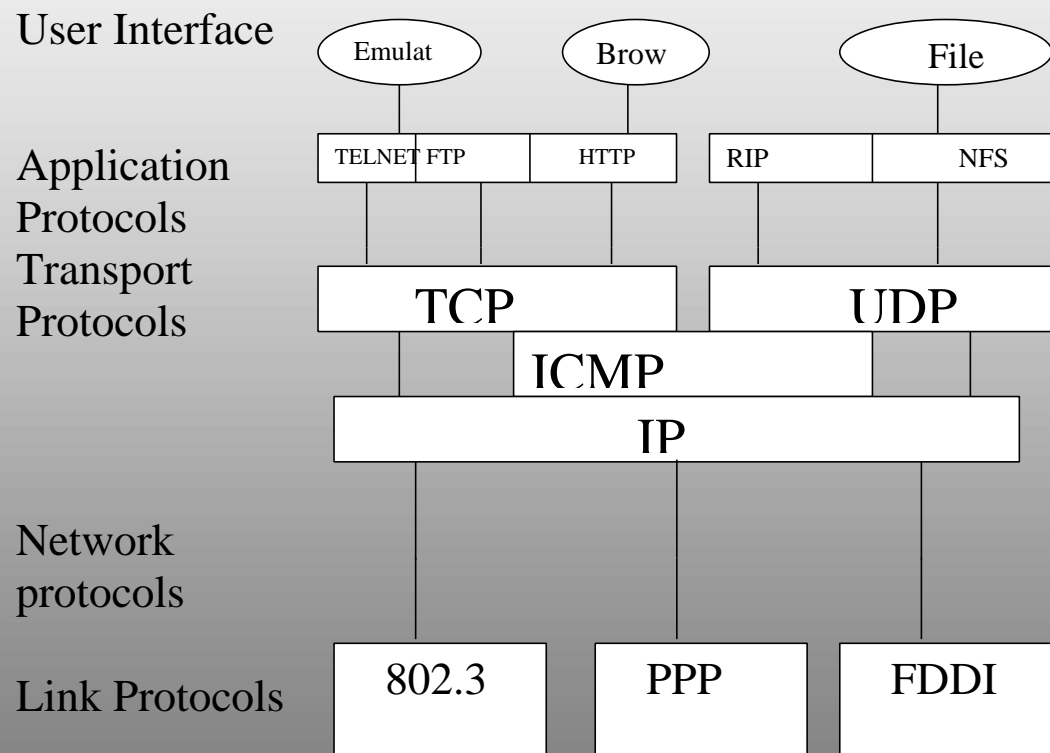 User Interface
Emulat
Brow
File
Application
Protocols
TELNET FTP
HTTP
RIP
NFS
Transport
Protocols
TCP
UDP
ICMP
IP
Network
protocols
Link Protocols
802.3
PPP
FDDI